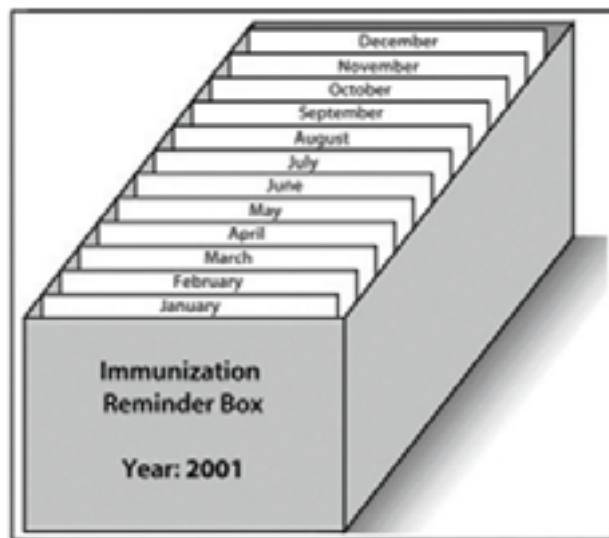 December
November
October
September
August
July
June
May
April
March
February
January
Immunization
Reminder Box
Year: 2001